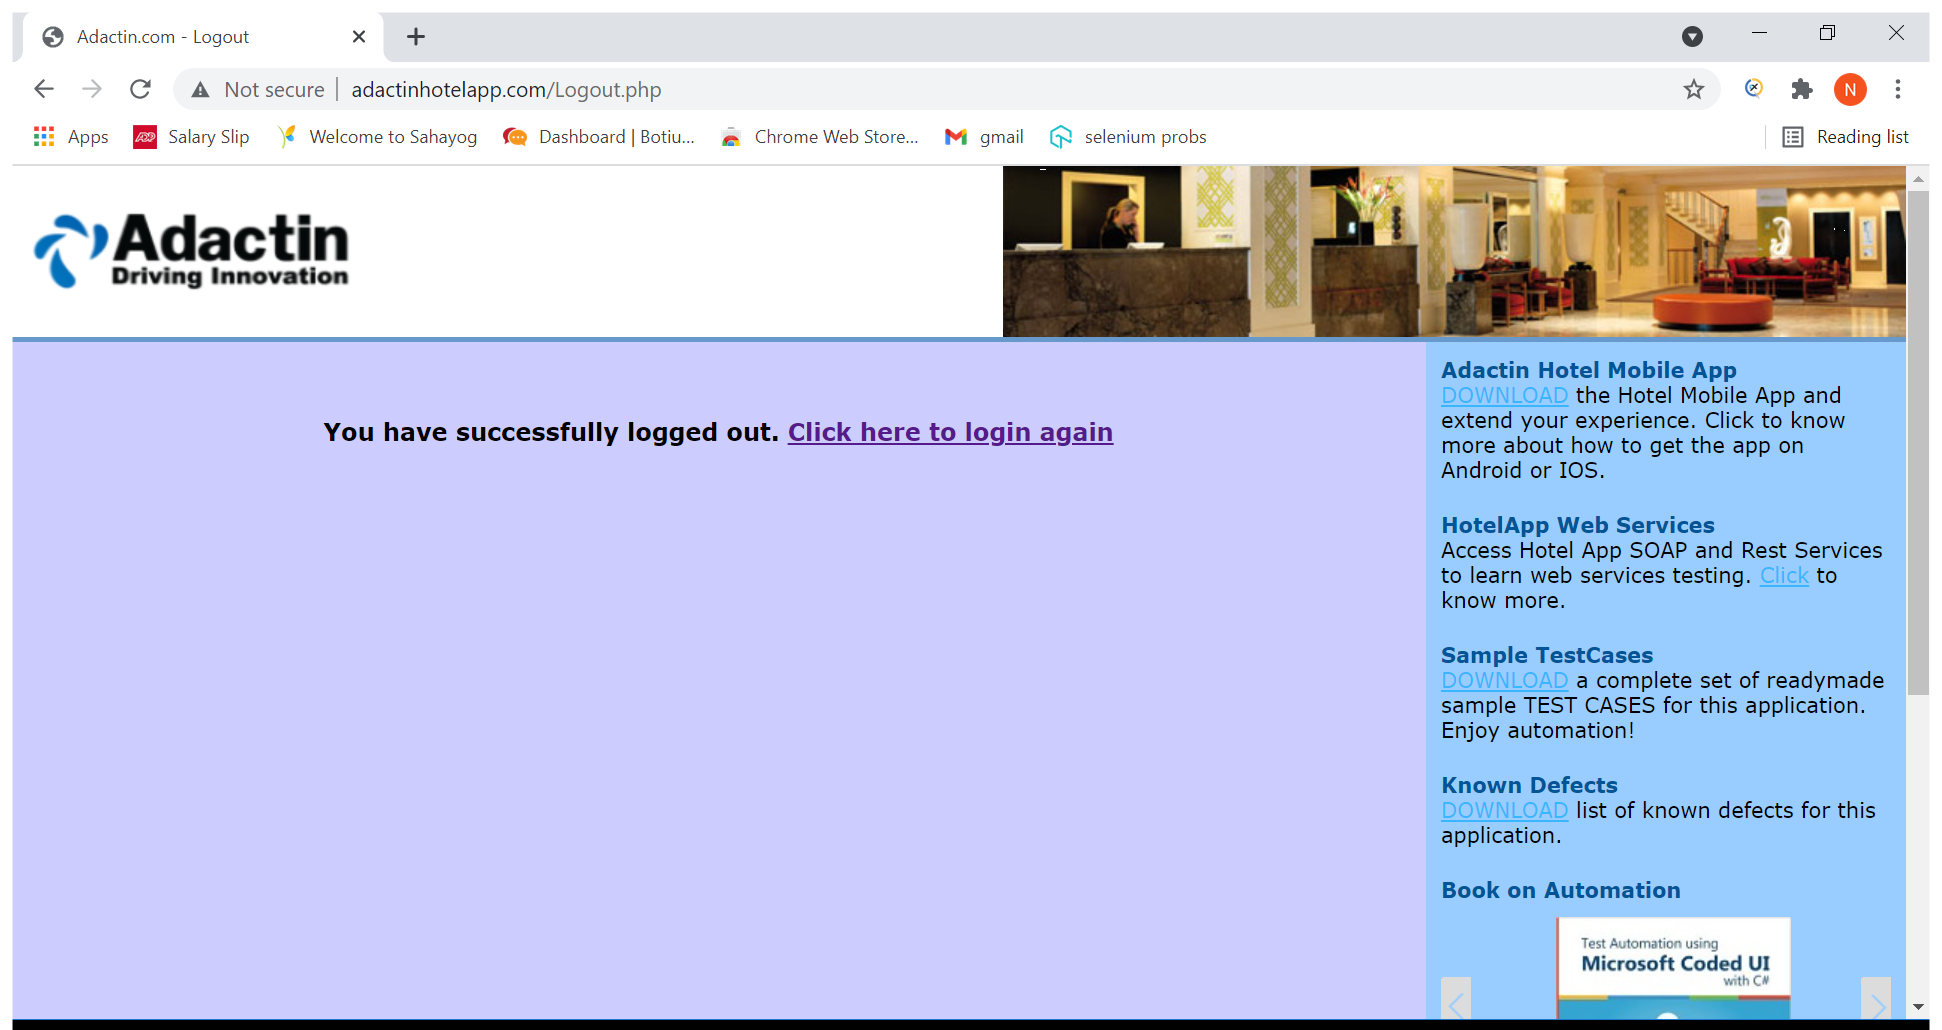 Adactin.com - Logout
Not secure | adactinhotelapp.com/Logout.php
N
Apps
ADP
Salary Slip
Welcome to Sahayog
Dashboard | Botiu...
Chrome Web Store...
gmail
selenium probs
Reading list
Adactin
Driving Innovation
You have successfully logged out. Click here to login again
Adactin Hotel Mobile App
DOWNLOAD the Hotel Mobile App and
extend your experience. Click to know
more about how to get the app on
Android or IOS.
HotelApp Web Services
Access Hotel App SOAP and Rest Services
to learn web services testing. Click to
know more.
Sample TestCases
DOWNLOAD a complete set of readymade
sample TEST CASES for this application.
Enjoy automation!
Known Defects
DOWNLOAD list of known defects for this
application.
Book on Automation
Test Automation using
Microsoft Coded UI
with C#